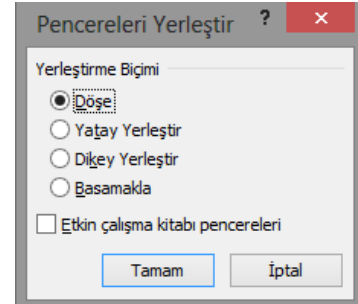 Pencereleri Yerleştir ? ×
Yerleştirme Biçimi
Döşe
Yatay Yerleştir
Dikey Yerleştir
Basamakla
Etkin çalışma kitabı pencereleri
Tamam İptal